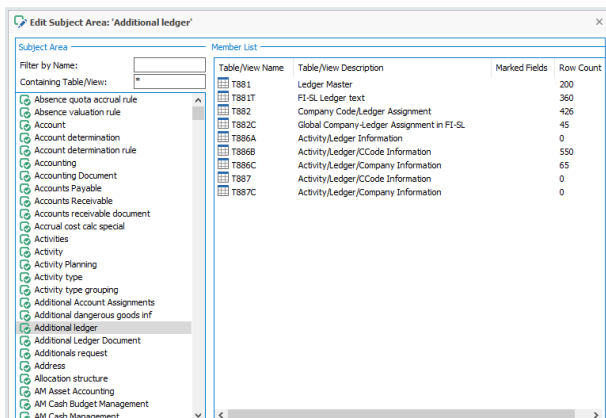 Edit Subject Area: 'Additional ledger'
Subject Area
Filter by Name:
Containing Table/View: *
Absence quota accrual rule
Absence valuation rule
Account
Account determination
Account determination rule
Accounting
Accounting Document
Accounts Payable
Accounts Receivable
Accounts receivable document
Accrual cost calc special
Activities
Activity
Activity Planning
Activity type
Activity type grouping
Additional Account Assignments
Additional dangerous goods inf
Additional ledger
Additional Ledger Document
Additionals request
Address
Allocation structure
AM Asset Accounting
AM Cash Budget Management
AM Cash Management
Member List
Table/View Name Table/View Description Marked Fields Row Count
T881 Ledger Master 200
T881T FI-SL Ledger text 360
T882 Company Code/Ledger Assignment 426
T882C Global Company-Ledger Assignment in FI-SL 45
T886A Activity/Ledger Information 0
T886B Activity/Ledger/CCode Information 550
T886C Activity/Ledger/Company Information 65
T887 Activity/Ledger/CCode Information 0
T887C Activity/Ledger/Company Information 0